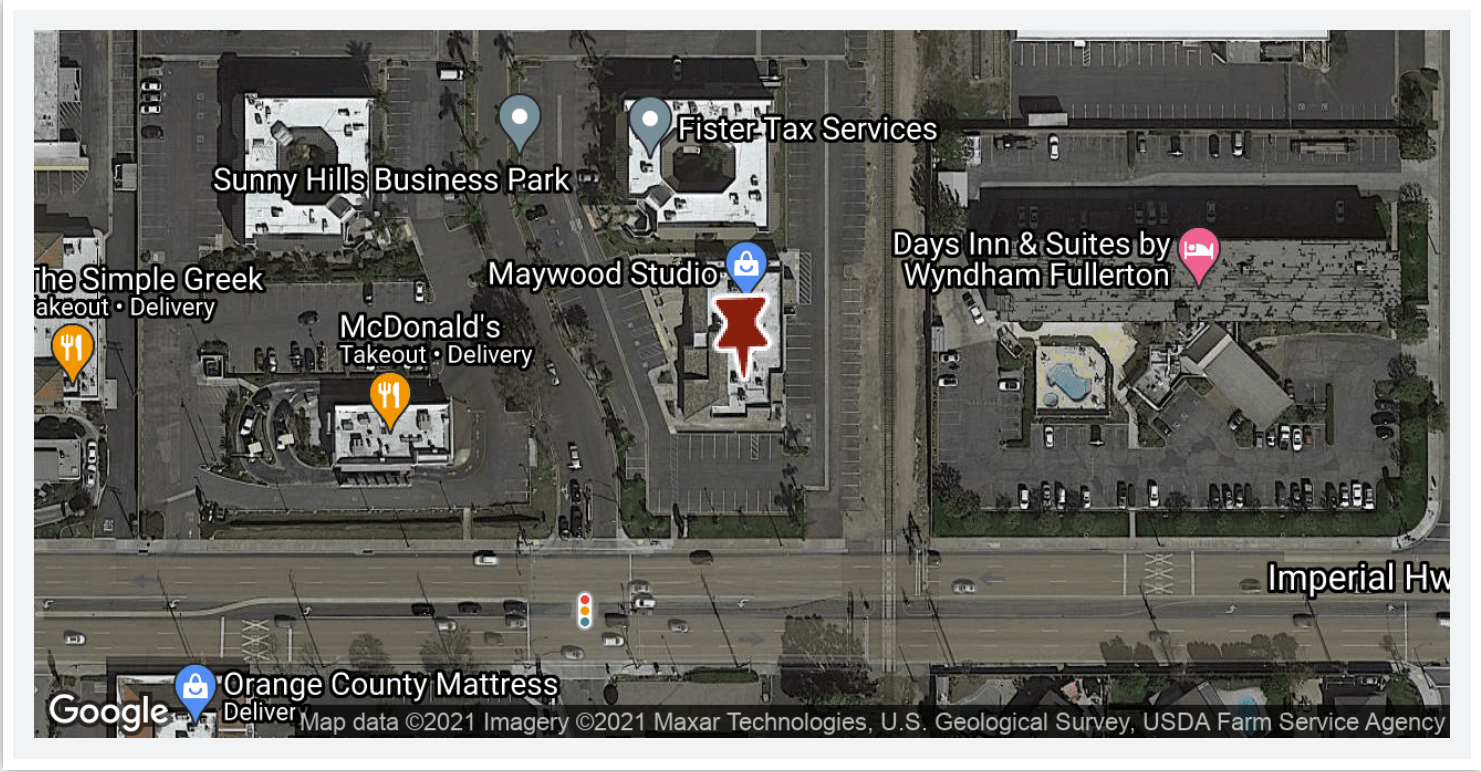 Fister Tax Services
Sunny Hills Business Park
Days Inn & Suites by
Wyndham Fullerton
Maywood Studio
The Simple Greek
Takeout • Delivery
McDonald's
Takeout • Delivery
Imperial Hw
Orange County Mattress
Deliver
Google
Map data ©2021 Imagery ©2021 Maxar Technologies, U.S. Geological Survey, USDA Farm Service Agency